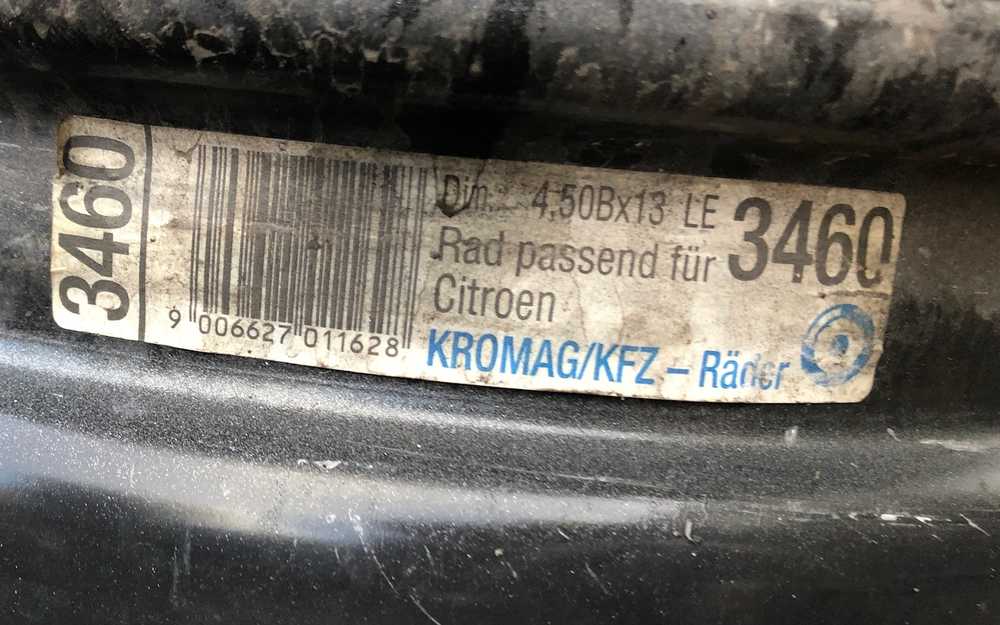 3460
9 006627 011628
Dim.: 4,50Bx13 LE
Rad passend für
Citroen
3460
KROMAG/KFZ – Räder